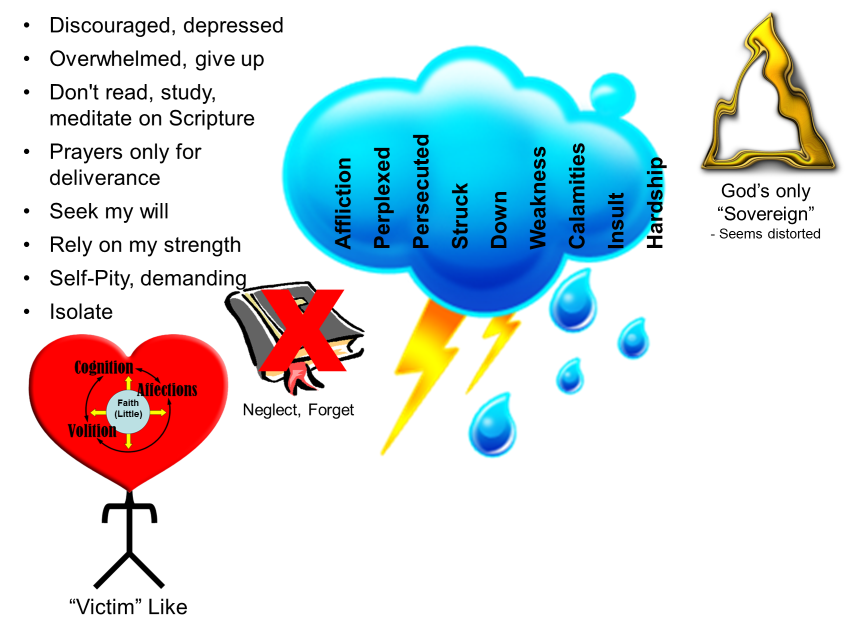 • Discouraged, depressed
• Overwhelmed, give up
• Don't read, study,
meditate on Scripture
• Prayers only for
deliverance
• Seek my will
• Rely on my strength
• Self-Pity, demanding
• Isolate
Affliction
Perplexed
Persecuted
Struck
Down
Weakness
Calamities
Insult
Hardship
God's only
“Sovereign”
- Seems distorted
X
Neglect, Forget
Cognition
Affections
Faith
(Little)
Volition
“Victim” Like